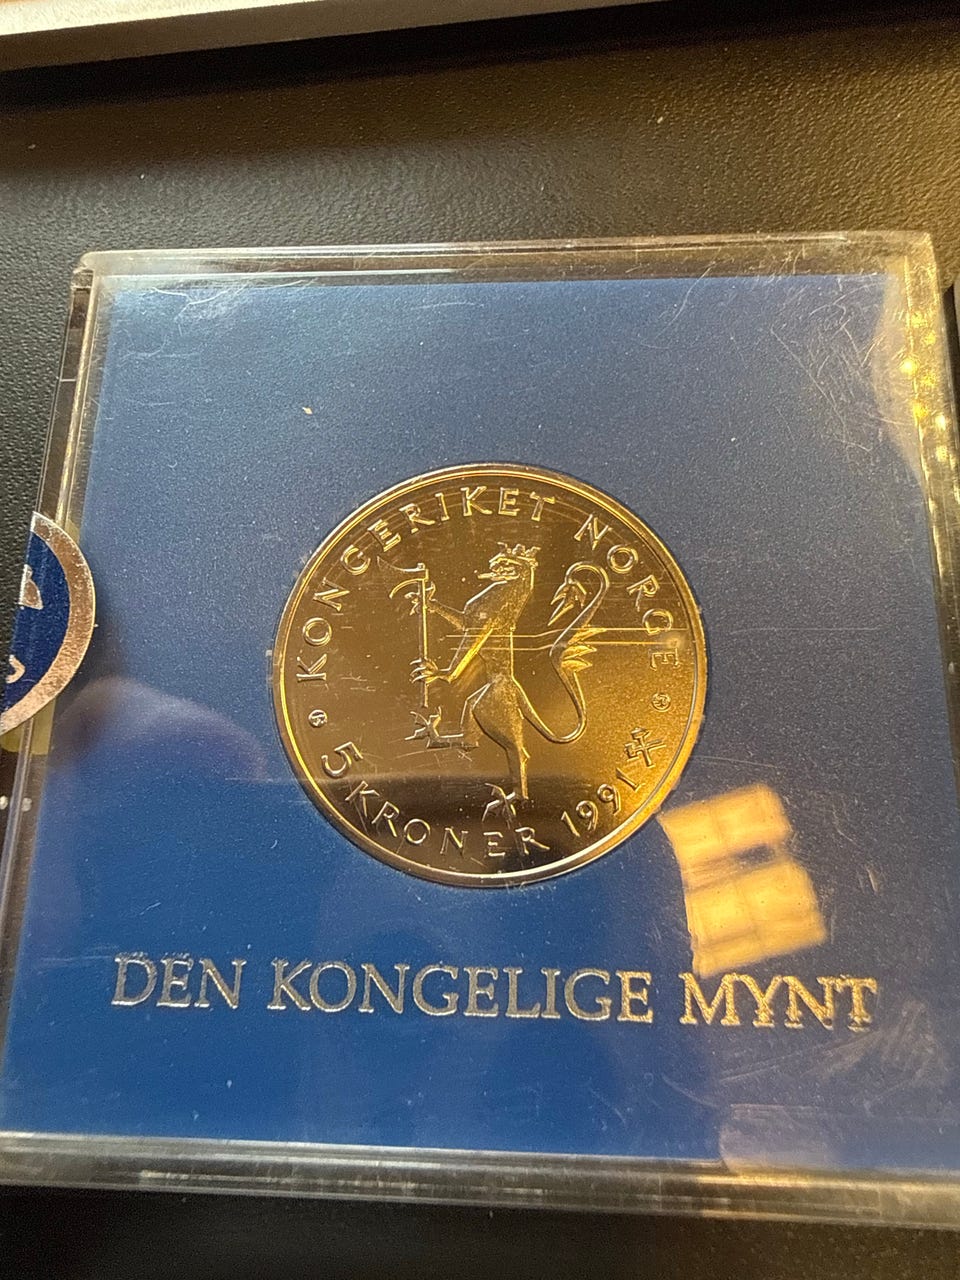 KONGERIKET NORGE
5 KRONER 1991
DEN KONGELIGE MYNT